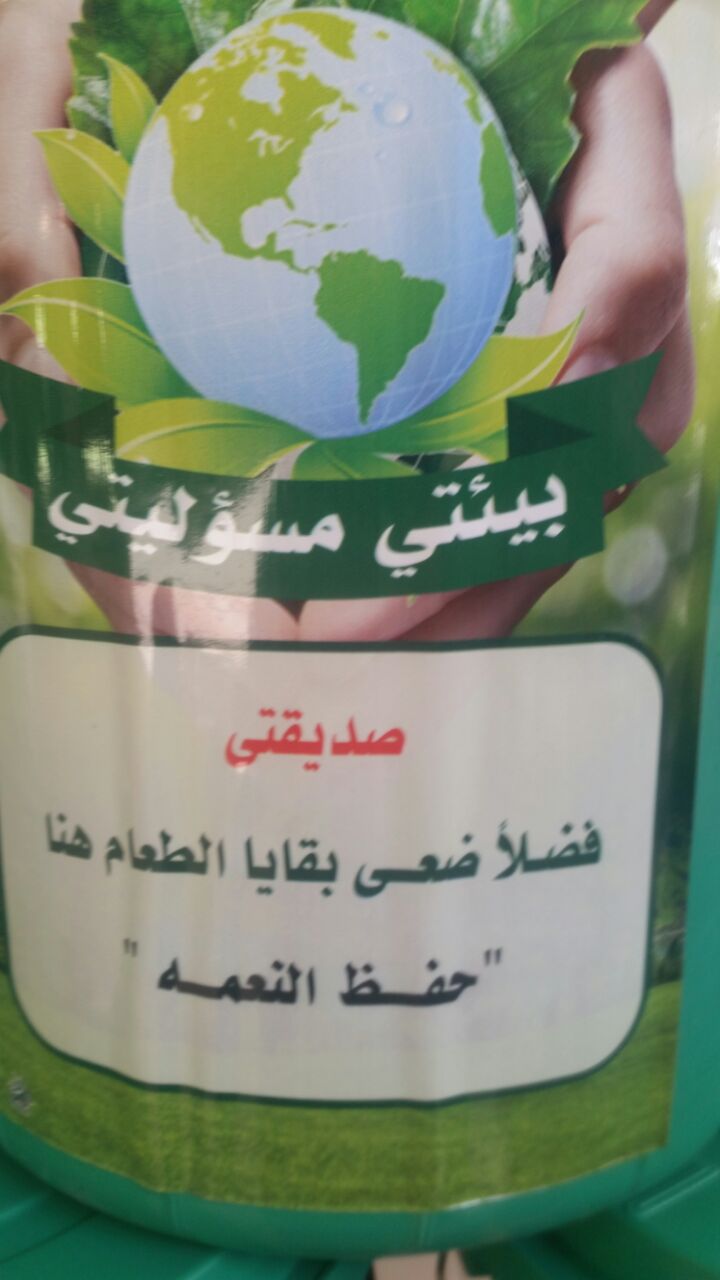 بيئتي مسؤليتي
صديقتي
فضلاً ضعى بقايا الطعام هنا
"حفظ النعمه "